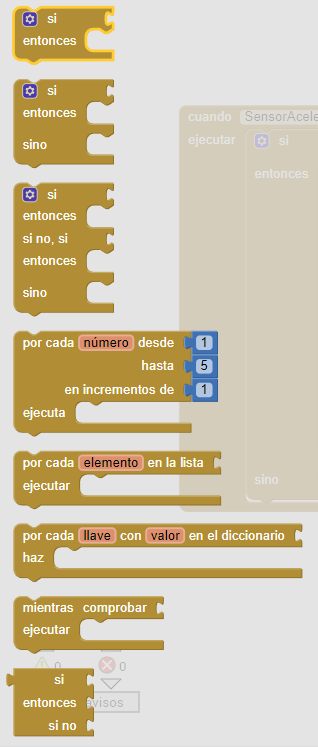 si
entonces
si
entonces
sino
cuando SensorAcele
ejecutar si
entonces
si
entonces
si no, si
entonces
sino
por cada número desde 1
hasta 5
en incrementos de 1
ejecuta
por cada elemento en la lista
ejecutar
sino
por cada llave con valor en el diccionario
haz
mientras comprobar
ejecutar
0 0
si
entonces
avisos
si no